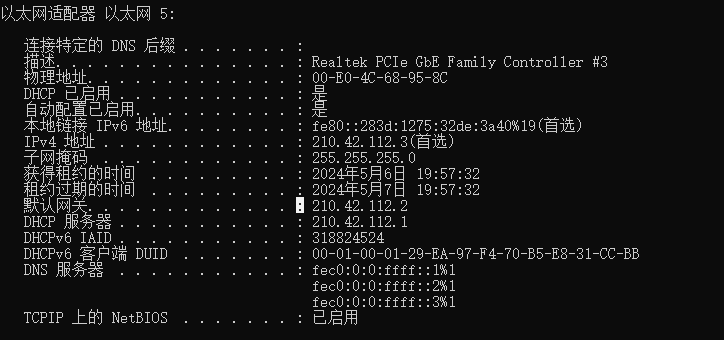 以太网适配器 以太网 5:
连接特定的 DNS 后缀 . . . . . . . :
描述. . . . . . . . . . . . . . . : Realtek PCIe GbE Family Controller #3
物理地址. . . . . . . . . . . . . : 00-E0-4C-68-95-8C
DHCP 已启用 . . . . . . . . . . . : 是
自动配置已启用. . . . . . . . . . : 是
本地链接 IPv6 地址. . . . . . . . : fe80::283d:1275:32de:3a40%19(首选)
IPv4 地址 . . . . . . . . . . . . : 210.42.112.3(首选)
子网掩码 . . . . . . . . . . . . : 255.255.255.0
获得租约的时间 . . . . . . . . . : 2024年5月6日 19:57:32
租约过期的时间 . . . . . . . . . : 2024年5月7日 19:57:32
默认网关. . . . . . . . . . . . . : 210.42.112.2
DHCP 服务器 . . . . . . . . . . . : 210.42.112.1
DHCPv6 IAID . . . . . . . . . . . : 318824524
DHCPv6 客户端 DUID . . . . . . . : 00-01-00-01-29-EA-97-F4-70-B5-E8-31-CC-BB
DNS 服务器 . . . . . . . . . . . : fec0:0:0:ffff::1%1
fec0:0:0:ffff::2%1
fec0:0:0:ffff::3%1
TCPIP 上的 NetBIOS . . . . . . . : 已启用